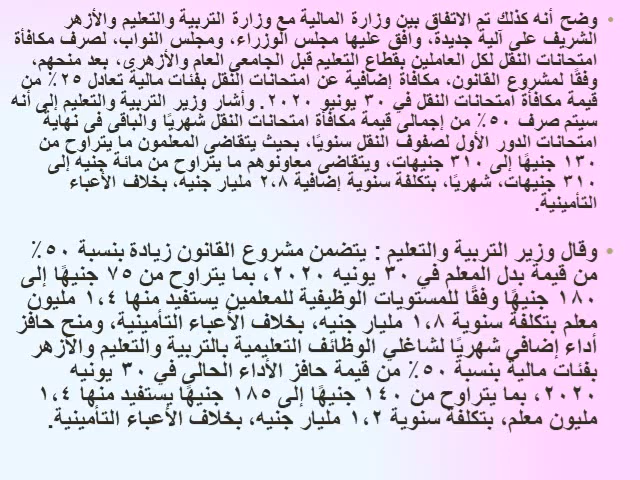 • وضح أنه كذلك تم الاتفاق بين وزارة المالية مع وزارة التربية والتعليم والأزهر
الشريف على آلية جديدة، وافق عليها مجلس الوزراء، ومجلس النواب، لصرف مكافأة
امتحانات النقل لكل العاملين بقطاع التعليم قبل الجامعي العام والأزهري، بعد منحهم،
وفقًا لمشروع القانون، مكافأة إضافية عن امتحانات النقل بفئات مالية تعادل ٢٥٪ من
قيمة مكافأة امتحانات النقل في ٣٠ يونيو ٢٠٢٠. وأشار وزير التربية والتعليم إلى أنه
سيتم صرف ٥٠٪ من إجمالى قيمة مكافأة امتحانات النقل شهريًا والباقى فى نهاية
امتحانات الدور الأول لصفوف النقل سنويًا، بحيث يتقاضى المعلمون ما يتراوح من
١٣٠ جنيهًا إلى ٣١٠ جنيهات، ويتقاضى معاونوهم ما يتراوح من مائة جنيه إلى
٣١٠ جنيهات، شهريًا، بتكلفة سنوية إضافية ٢،٨ مليار جنيه، بخلاف الأعباء
التأمينية.
• وقال وزير التربية والتعليم : يتضمن مشروع القانون زيادة بنسبة ٥٠٪
من قيمة بدل المعلم في ٣٠ يونيه ٢٠٢٠، بما يتراوح من ٧٥ جنيهًا إلى
١٨٠ جنيهًا وفقًا للمستويات الوظيفية للمعلمين يستفيد منها ١،٤ مليون
معلم بتكلفة سنوية ١،٨ مليار جنيه، بخلاف الأعباء التأمينية، ومنح حافز
أداء إضافي شهريًا لشاغلي الوظائف التعليمية بالتربية والتعليم والأزهر
بفئات مالية بنسبة ٥٠٪ من قيمة حافز الأداء الحالي في ٣٠ يونيه
٢٠٢٠، بما يتراوح من ١٤٠ جنيهًا إلى ١٨٥ جنيهًا يستفيد منها ١،٤
مليون معلم، بتكلفة سنوية ١،٢ مليار جنيه، بخلاف الأعباء التأمينية.